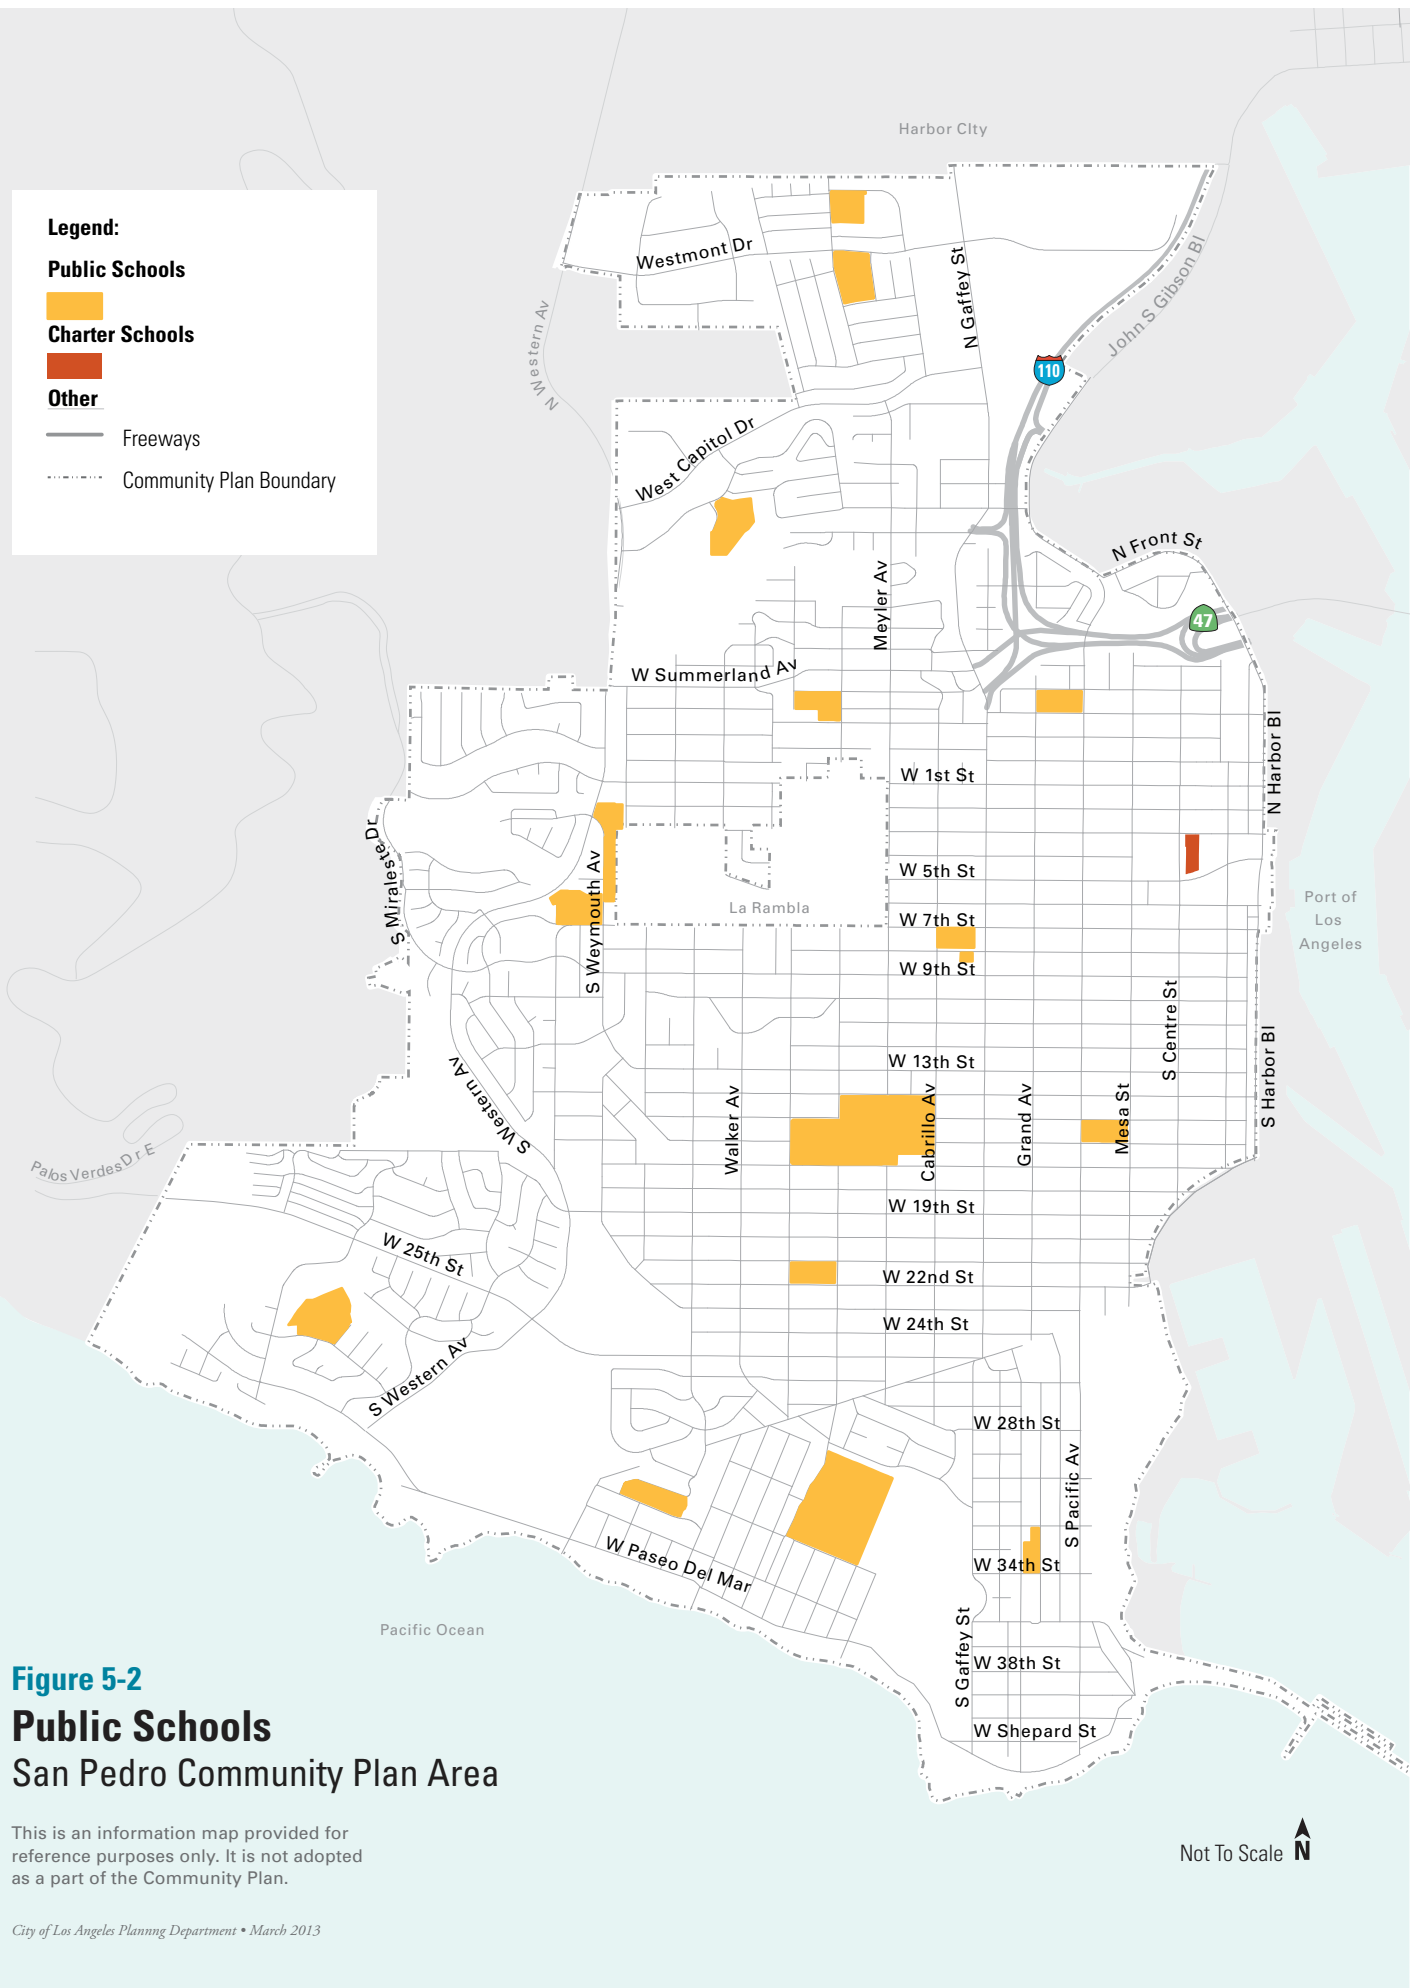 Harbor CIty
Legend:
Public Schools
Charter Schools
Other
Freeways
Community Plan Boundary
Westmont Dr
N Gaffey St
John S Gibson Bl
N Western Av
110
West Capitol Dr
N Front St
Meyler Av
47
W Summerland Av
N Harbor Bl
W 1st St
S Miraleste Dr
S Weymouth Av
W 5th St
La Rambla
W 7th St
Port of
Los
Angeles
W 9th St
S Centre St
S Harbor Bl
W 13th St
S Western Av
Walker Av
Cabrillo Av
Grand Av
Mesa St
Palos Verdes Dr E
W 19th St
W 25th St
W 22nd St
W 24th St
S Western Av
W 28th St
S Pacific Av
W Paseo Del Mar
W 34th St
Pacific Ocean
S Gaffey St
W 38th St
W Shepard St
Figure 5-2
Public Schools
San Pedro Community Plan Area
This is an information map provided for
reference purposes only. It is not adopted
as a part of the Community Plan.
Not To Scale N
City of Los Angeles Plannng Department • March 2013